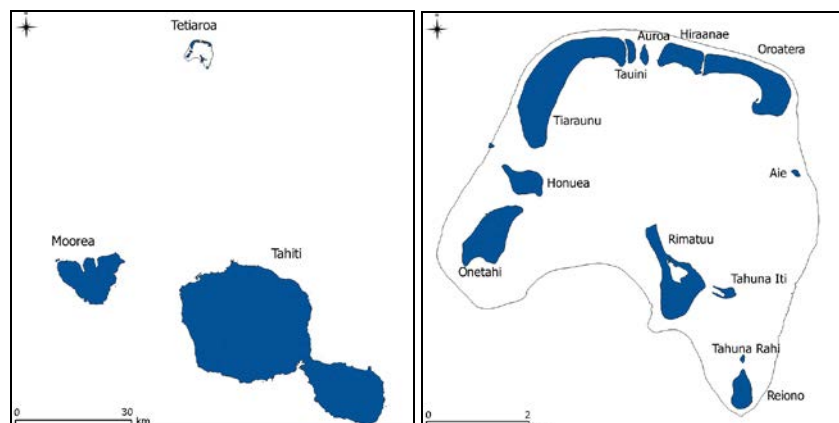 Tetiaroa
Moorea
Tahiti
0 30
km
Auroa
Hiraanae
Oroatera
Tauini
Tiaraunu
Aie
Honuea
Rimatuu
Onetahi
Tahuna Iti
Tahuna Rahi
Reiono
0 2